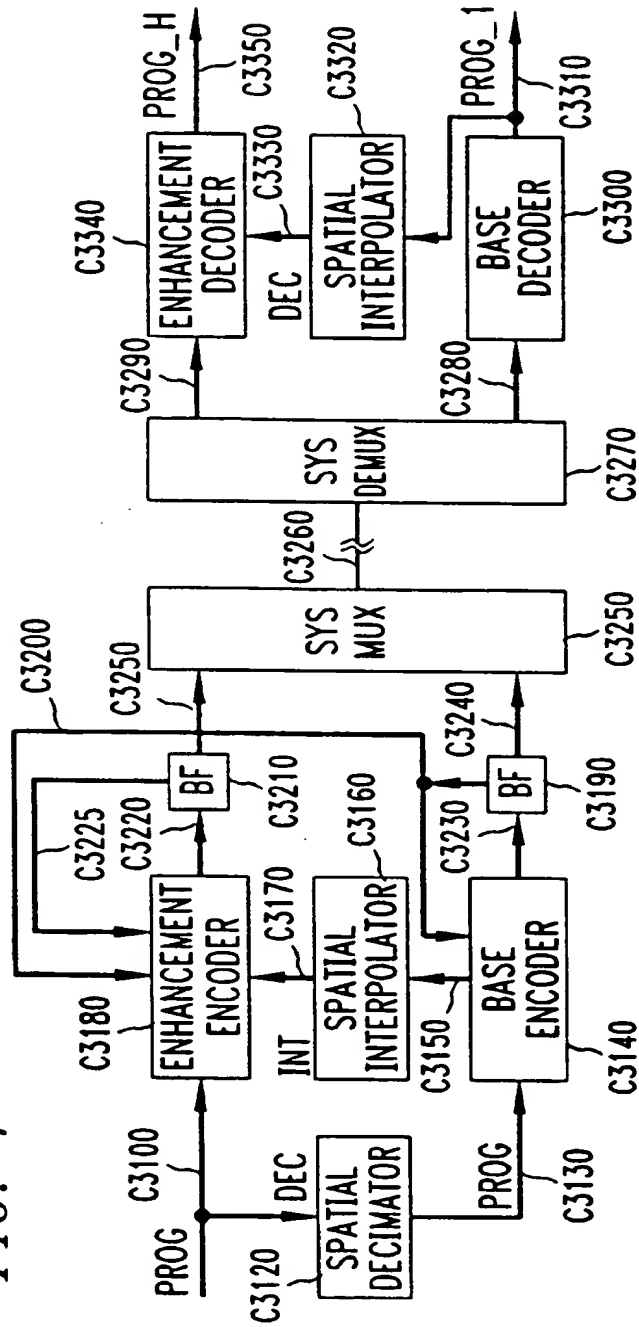 PROG
C3100
C3180
ENHANCEMENT
ENCODER
C3225
C3220
BF
C3210
C3250
C3200
DEC
C3120
SPATIAL
DECIMATOR
INT
C3170
SPATIAL
INTERPOLATOR
C3160
PROG
C3130
C3150
BASE
ENCODER
C3140
C3230
BF
C3190
C3240
SYS
MUX
C3250
C3260
SYS
DEMUX
C3270
C3290
C3340
ENHANCEMENT
DECODER
PROG_H
C3350
DEC
C3330
SPATIAL
INTERPOLATOR
C3320
C3280
BASE
DECODER
C3300
PROG_1
C3310